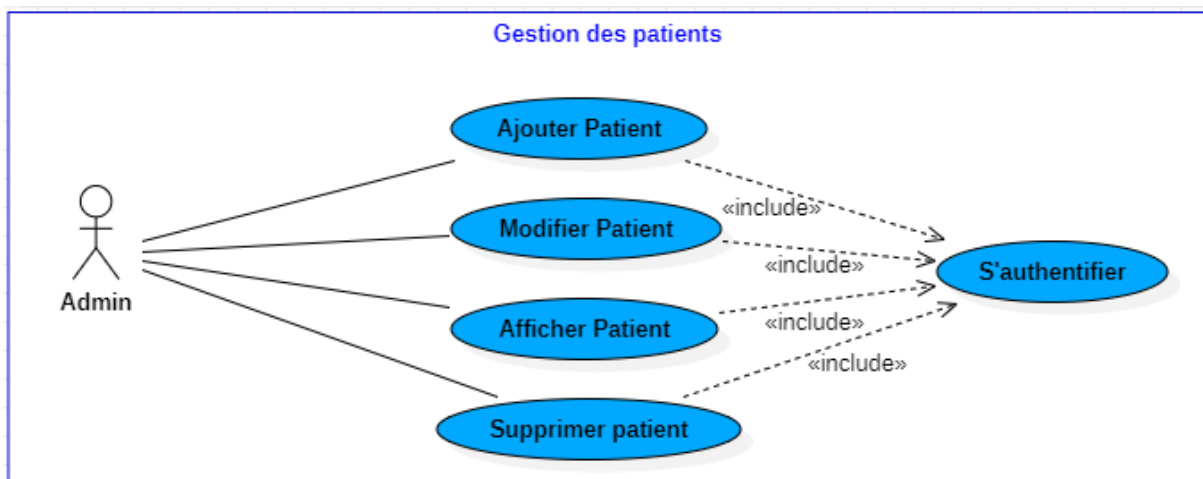 Gestion des patients
Ajouter Patient
«include»
Modifier Patient
«include»
S'authentifier
Admin
Afficher Patient
«include»
«include»
Supprimer patient